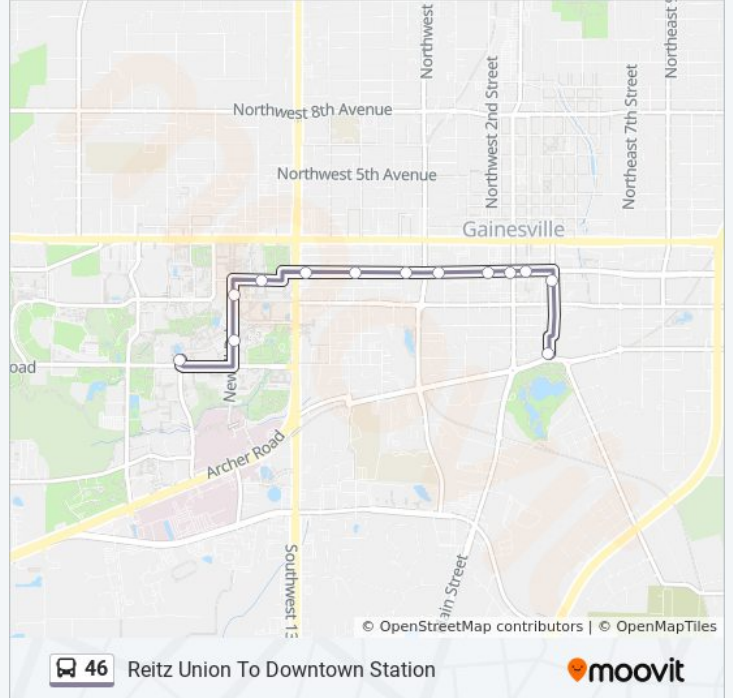 Northwest
Northwest 2nd Street
Northeast 7th Street
Northeast
Northwest 8th Avenue
Northwest 5th Avenue
Gainesville
oad
New
Archer Road
Southwest 13
ain Street
© OpenStreetMap contributors | © OpenMapTiles
46 Reitz Union To Downtown Station
moovit